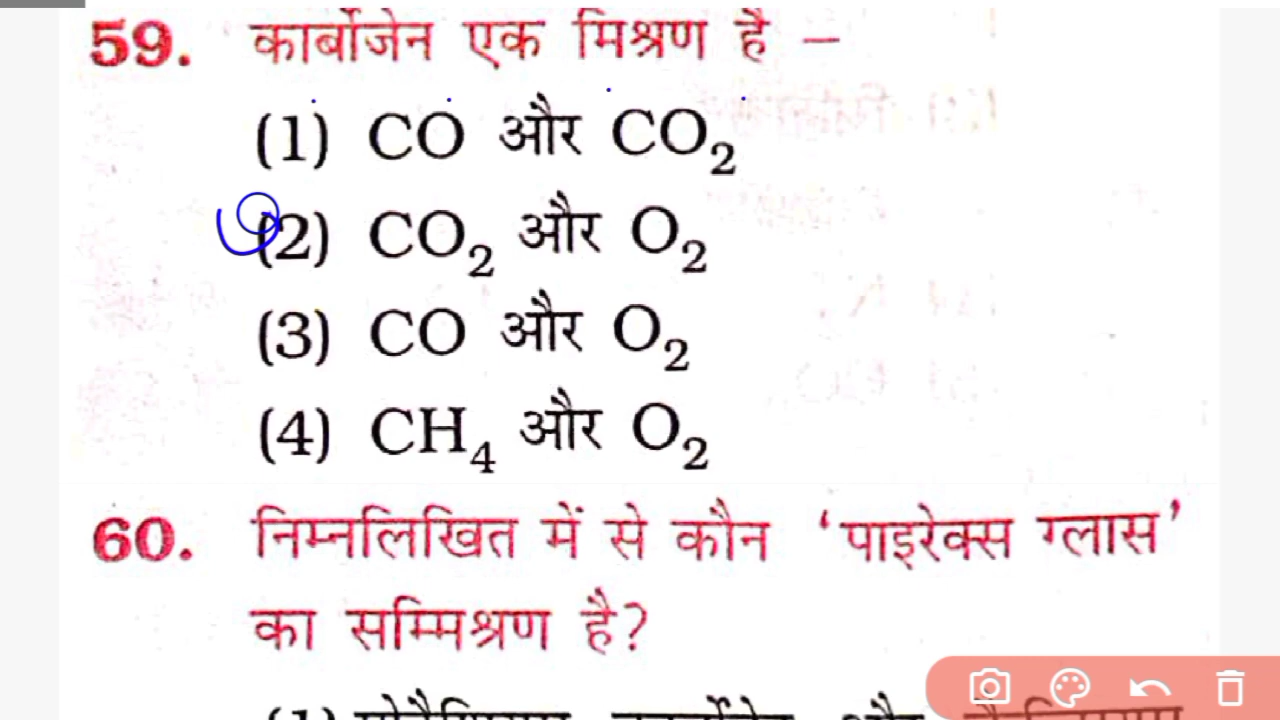 59. कार्बोजेन एक मिश्रण है –
(1) CO और CO₂
(2) CO₂ और O₂
(3) CO और O₂
(4) CH₄ और O₂
60. निम्नलिखित में से कौन ‘पाइरेक्स ग्लास’
का सम्मिश्रण है?
(1)